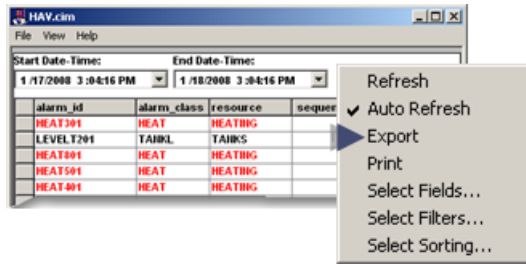 HAV.cim
File View Help
Start Date-Time: End Date-Time:
1 /17/2008 3 :04:16 PM 1 /18/2008 3 :04:16 PM
alarm_id alarm_class resource sequen
HEAT301 HEAT HEATING
LEVELT201 TANKL TANKS
HEAT801 HEAT HEATING
HEAT501 HEAT HEATING
HEAT401 HEAT HEATING
Refresh
Auto Refresh
Export
Print
Select Fields...
Select Filters...
Select Sorting...